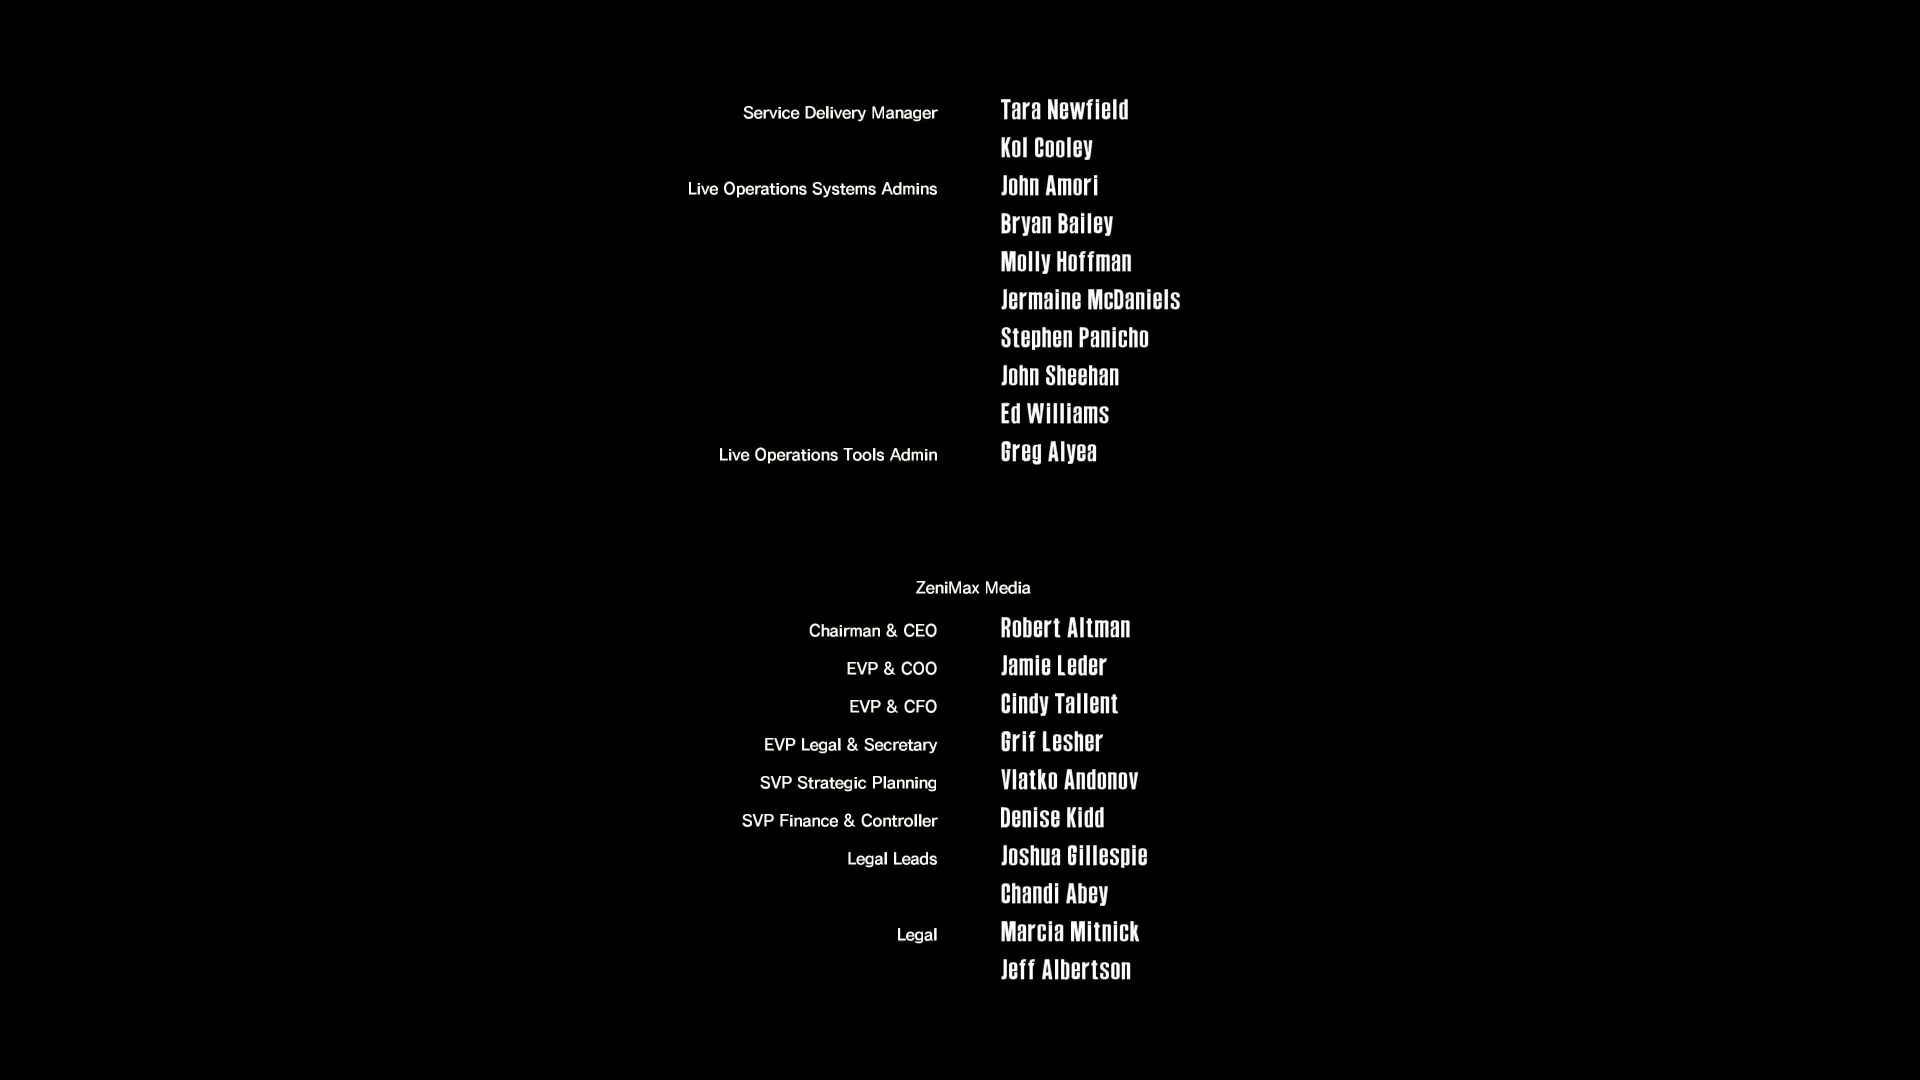 Service Delivery Manager Tara Newfield
Kol Cooley
Live Operations Systems Admins John Amori
Bryan Bailey
Molly Hoffman
Jermaine McDaniels
Stephen Panicho
John Sheehan
Ed Williams
Live Operations Tools Admin Greg Alyea
ZeniMax Media
Chairman & CEO Robert Altman
EVP & COO Jamie Leder
EVP & CFO Cindy Tallent
EVP Legal & Secretary Grif Lesher
SVP Strategic Planning Vlatko Andonov
SVP Finance & Controller Denise Kidd
Legal Leads Joshua Gillespie
Chandi Abey
Legal Marcia Mitnick
Jeff Albertson